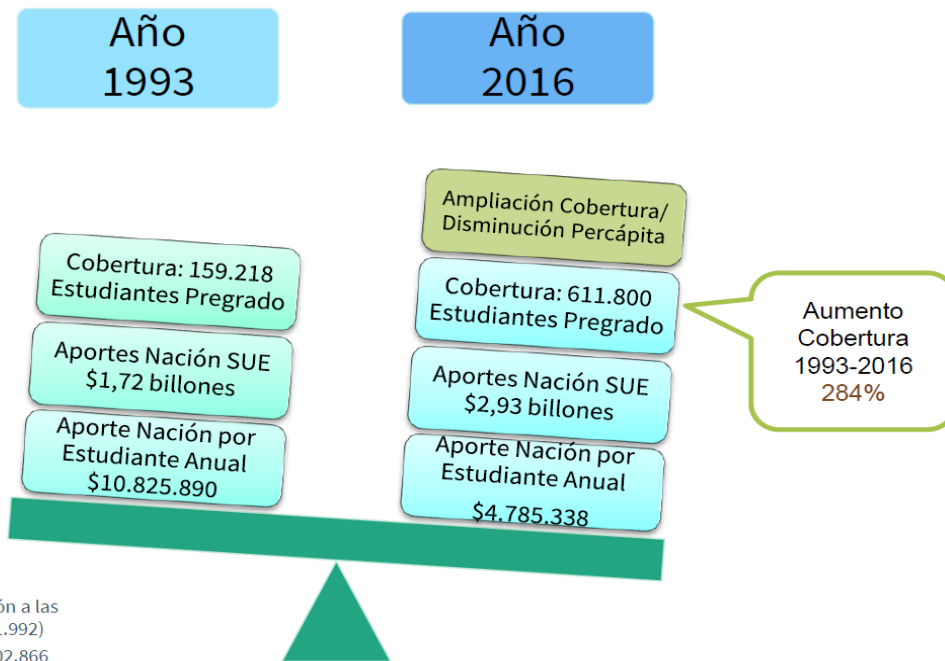 Año
1993
Año
2016
Cobertura: 159.218
Estudiantes Pregrado
Aportes Nación SUE
$1,72 billones
Aporte Nación por
Estudiante Anual
$10.825.890
Ampliación Cobertura/
Disminución Percápita
Cobertura: 611.800
Estudiantes Pregrado
Aportes Nación SUE
$2,93 billones
Aporte Nación por
Estudiante Anual
$4.785.338
Aumento
Cobertura
1993-2016
284%
a las